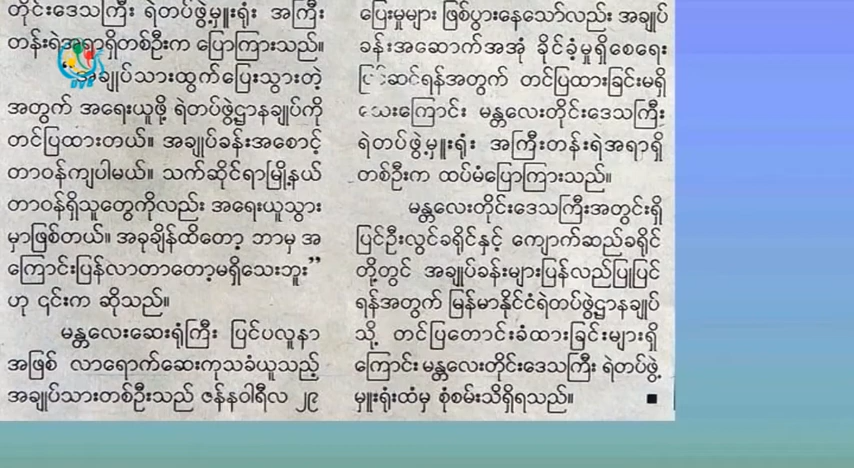 တိုင်းဒေသကြီး ရဲတပ်ဖွဲ့မှူးရုံး အကြီး
တန်းရဲအရာရှိတစ်ဦးက ပြောကြားသည်။
“အချုပ်သားထွက်ပြေးသွားတဲ့
အတွက် အရေးယူဖို့ ရဲတပ်ဖွဲ့ဌာနချုပ်ကို
တင်ပြထားတယ်။ အချုပ်ခန်းအစောင့်
တာဝန်ကျပါမယ်။ သက်ဆိုင်ရာမြို့နယ်
တာဝန်ရှိသူတွေကိုလည်း အရေးယူသွား
မှာဖြစ်တယ်။ အခုချိန်ထိတော့ ဘာမှ အ
ကြောင်းပြန်လာတာတော့မရှိသေးဘူး”
ဟု ၎င်းက ဆိုသည်။
မန္တလေးဆေးရုံကြီး ပြင်ပလူနာ
အဖြစ် လာရောက်ဆေးကုသခံယူသည့်
အချုပ်သားတစ်ဦးသည် ဇန်နဝါရီလ ၂၉
ပြေးမှုများ ဖြစ်ပွားနေသော်လည်း အချုပ်
ခန်းအဆောက်အအုံ ခိုင်ခံ့မှုရှိစေရေး
ပြင်ဆင်ရန်အတွက် တင်ပြထားခြင်းမရှိ
သေးကြောင်း မန္တလေးတိုင်းဒေသကြီး
ရဲတပ်ဖွဲ့မှူးရုံး အကြီးတန်းရဲအရာရှိ
တစ်ဦးက ထပ်မံပြောကြားသည်။
မန္တလေးတိုင်းဒေသကြီးအတွင်းရှိ
ပြင်ဦးလွင်ခရိုင်နှင့် ကျောက်ဆည်ခရိုင်
တို့တွင် အချုပ်ခန်းများပြန်လည်ပြုပြင်
ရန်အတွက် မြန်မာနိုင်ငံရဲတပ်ဖွဲ့ဌာနချုပ်
သို့ တင်ပြတောင်းခံထားခြင်းများရှိ
ကြောင်း မန္တလေးတိုင်းဒေသကြီး ရဲတပ်ဖွဲ့
မှူးရုံးထံမှ စုံစမ်းသိရှိရသည်။